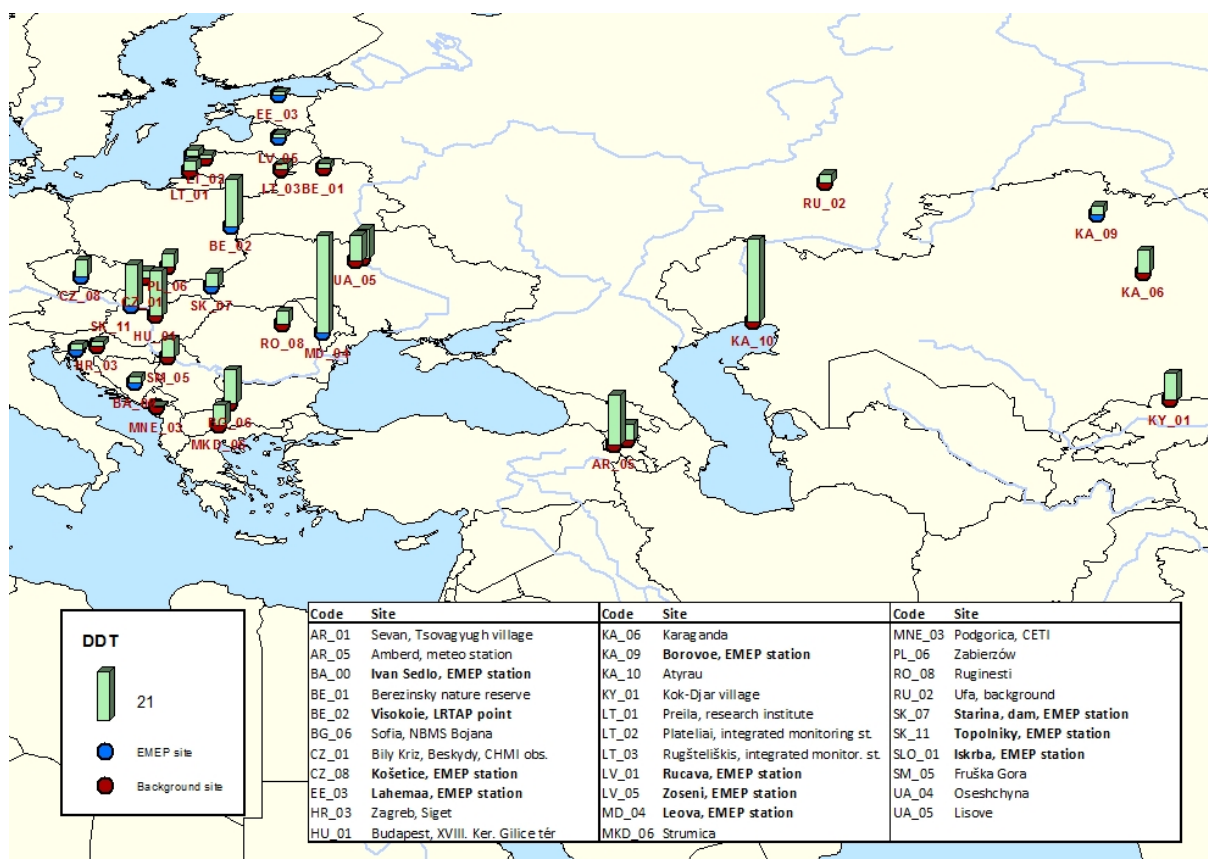 EE_03
LV_05
LT_02
LT_03
BE_01
LT_01
RU_02
KA_09
BE_02
UA_05
KA_06
PL_06
CZ_08
CZ_01
SK_07
SK_11
HU_01
RO_08
MD_04
KA_10
HR_03
SM_05
KY_01
MNE_03
MKD_06
AR_05
DDT
21
EMEP site
Background site
Code Site
AR_01 Sevan, Tsovagyugh village
AR_05 Amberd, meteo station
BA_00 Ivan Sedlo, EMEP station
BE_01 Berezinsky nature reserve
BE_02 Visokoie, LRTAP point
BG_06 Sofia, NBMS Bojana
CZ_01 Bily Kriz, Beskydy, CHMI obs.
CZ_08 Košetice, EMEP station
EE_03 Lahemaa, EMEP station
HR_03 Zagreb, Siget
HU_01 Budapest, XVIII. Ker. Gilice tér
Code Site
KA_06 Karaganda
KA_09 Borovoe, EMEP station
KA_10 Atyrau
KY_01 Kok-Djar village
LT_01 Preila, research institute
LT_02 Plateliai, integrated monitoring st.
LT_03 Rugšteliškis, integrated monitor. st.
LV_01 Rucava, EMEP station
LV_05 Zoseni, EMEP station
MD_04 Leova, EMEP station
MKD_06 Strumica
Code Site
MNE_03 Podgorica, CETI
PL_06 Zabierzów
RO_08 Ruginesti
RU_02 Ufa, background
SK_07 Starina, dam, EMEP station
SK_11 Topolniky, EMEP station
SLO_01 Iskrba, EMEP station
SM_05 Fruška Gora
UA_04 Oseshchyna
UA_05 Lisove